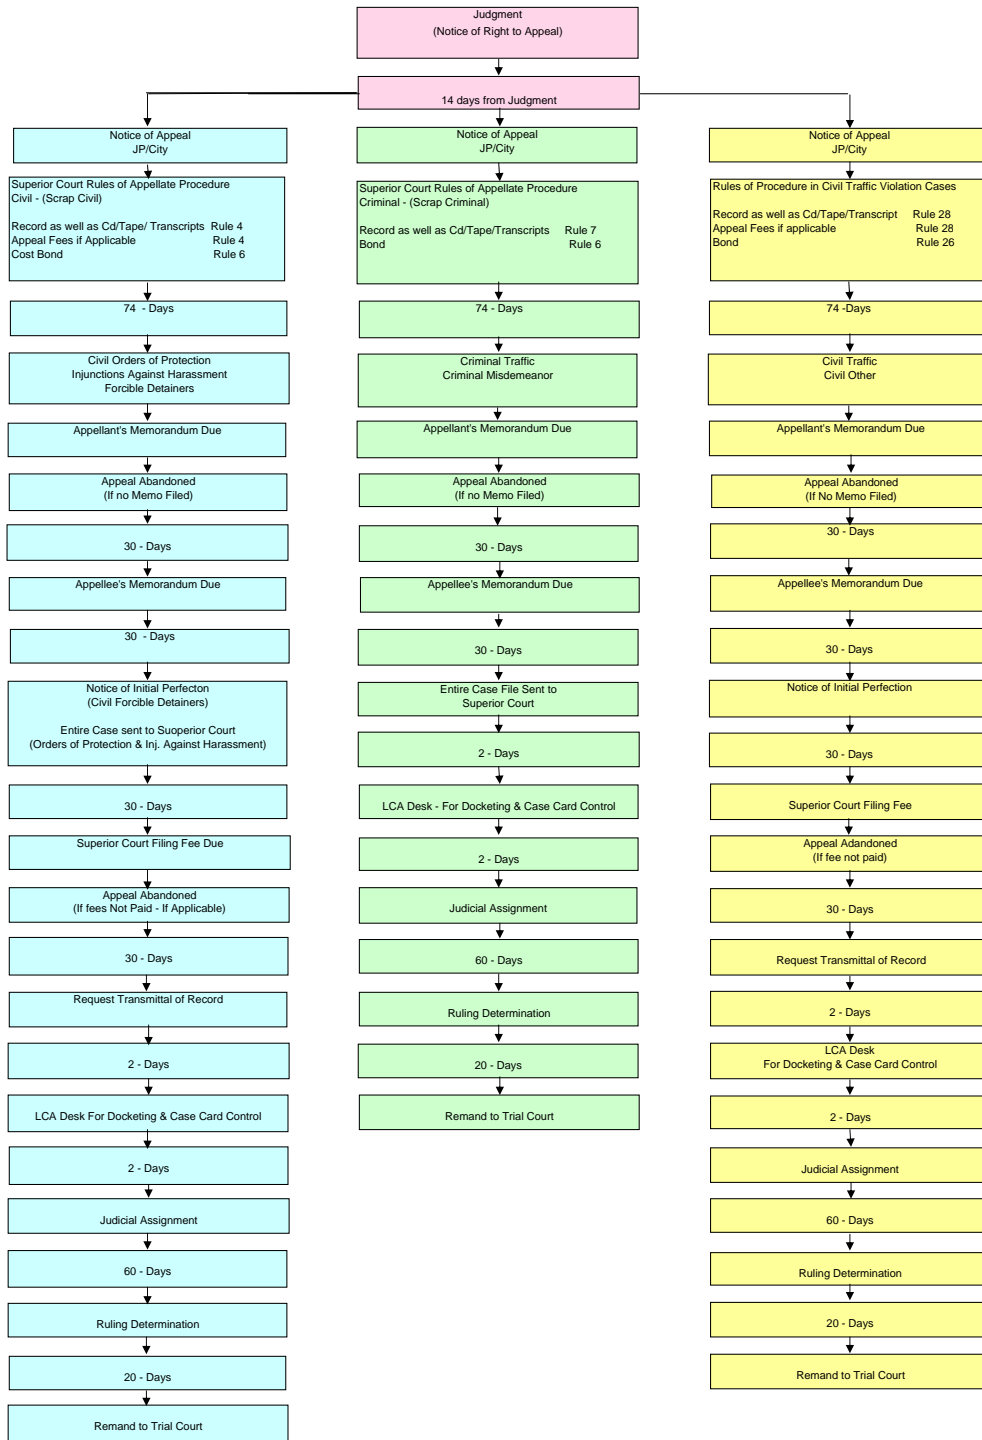 Judgment
(Notice of Right to Appeal)
14 days from Judgment
Notice of Appeal
JP/City
Superior Court Rules of Appellate Procedure
Civil - (Scrap Civil)
Record as well as Cd/Tape/ Transcripts Rule 4
Appeal Fees if Applicable Rule 4
Cost Bond Rule 6
74 - Days
Civil Orders of Protection
Injunctions Against Harassment
Forcible Detainers
Appellant's Memorandum Due
Appeal Abandoned
(If no Memo Filed)
30 - Days
Appellee's Memorandum Due
30 - Days
Notice of Initial Perfecton
(Civil Forcible Detainers)
Entire Case sent to Suoperior Court
(Orders of Protection & Inj. Against Harassment)
30 - Days
Superior Court Filing Fee Due
Appeal Abandoned
(If fees Not Paid - If Applicable)
30 - Days
Request Transmittal of Record
2 - Days
LCA Desk For Docketing & Case Card Control
2 - Days
Judicial Assignment
60 - Days
Ruling Determination
20 - Days
Remand to Trial Court
Notice of Appeal
JP/City
Superior Court Rules of Appellate Procedure
Criminal - (Scrap Criminal)
Record as well as Cd/Tape/Transcripts Rule 7
Bond Rule 6
74 - Days
Criminal Traffic
Criminal Misdemeanor
Appellant's Memorandum Due
Appeal Abandoned
(If no Memo Filed)
30 - Days
Appellee's Memorandum Due
30 - Days
Entire Case File Sent to
Superior Court
2 - Days
LCA Desk - For Docketing & Case Card Control
2 - Days
Judicial Assignment
60 - Days
Ruling Determination
20 - Days
Remand to Trial Court
Notice of Appeal
JP/City
Rules of Procedure in Civil Traffic Violation Cases
Record as well as Cd/Tape/Transcript Rule 28
Appeal Fees if applicable Rule 28
Bond Rule 26
74 -Days
Civil Traffic
Civil Other
Appellant's Memorandum Due
Appeal Abandoned
(If No Memo Filed)
30 - Days
Appellee's Memorandum Due
30 - Days
Notice of Initial Perfection
30 - Days
Superior Court Filing Fee
Appeal Adandoned
(If fee not paid)
30 - Days
Request Transmittal of Record
2 - Days
LCA Desk
For Docketing & Case Card Control
2 - Days
Judicial Assignment
60 - Days
Ruling Determination
20 - Days
Remand to Trial Court